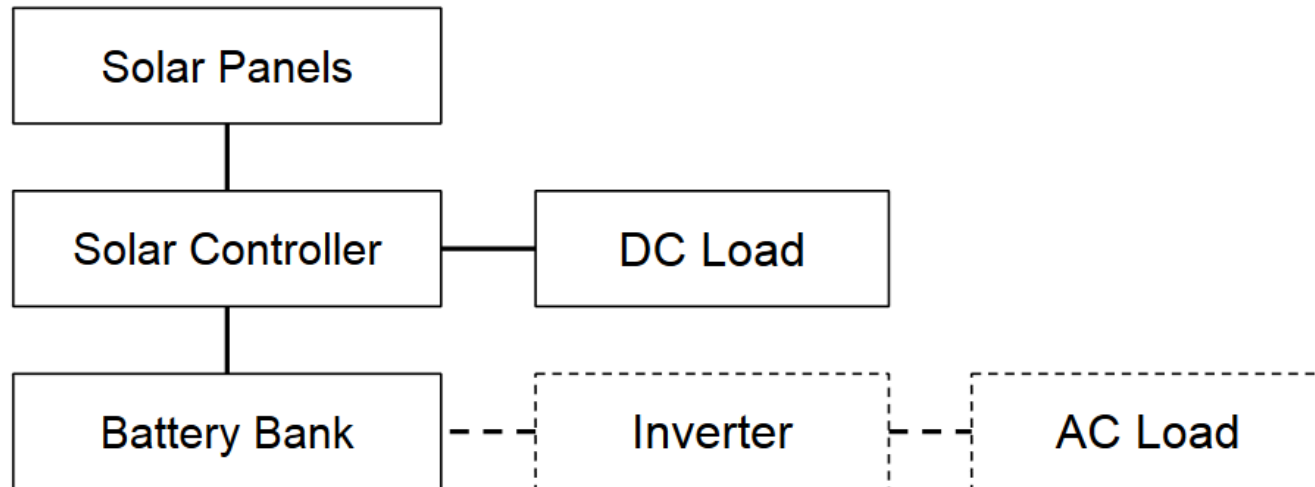 Solar Panels
Solar Controller
DC Load
Battery Bank
Inverter
AC Load